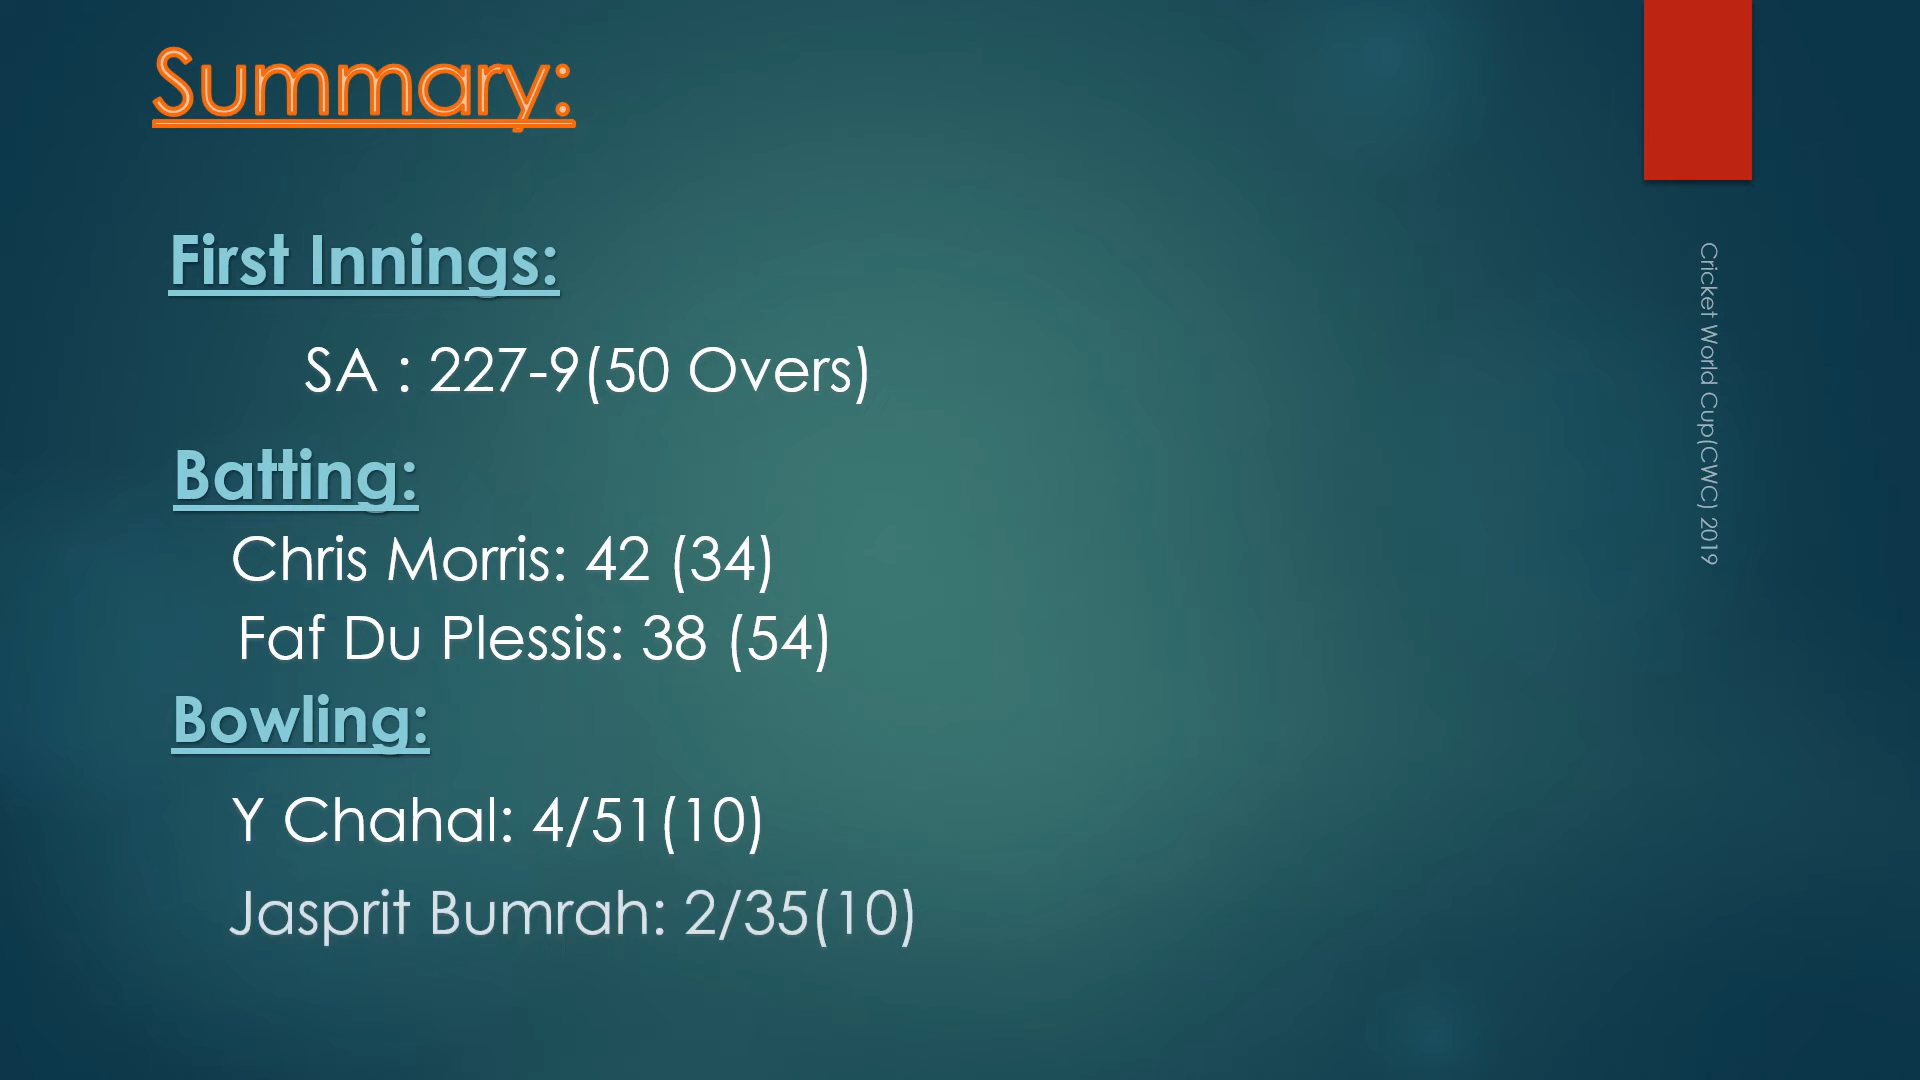 Summary:
First Innings:
SA : 227-9(50 Overs)
Batting:
Chris Morris: 42 (34)
Faf Du Plessis: 38 (54)
Bowling:
Y Chahal: 4/51(10)
Jasprit Bumrah: 2/35(10)
Cricket World Cup(CWC) 2019